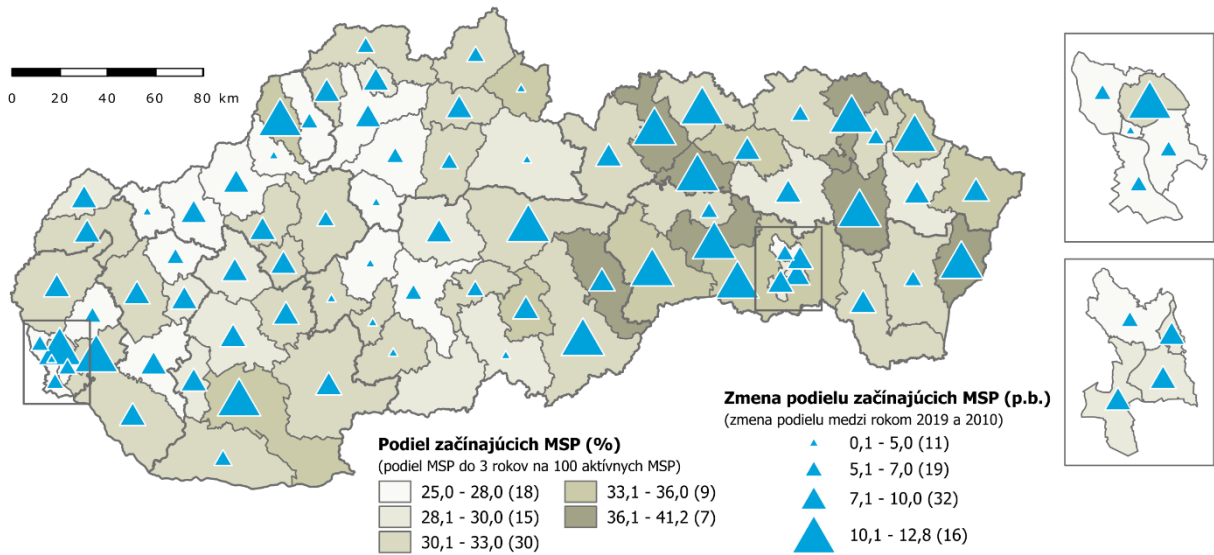 0 20 40 60 80 km
Podiel začínajúcich MSP (%)
(podiel MSP do 3 rokov na 100 aktívnych MSP)
25,0 - 28,0 (18)
28,1 - 30,0 (15)
30,1 - 33,0 (30)
33,1 - 36,0 (9)
36,1 - 41,2 (7)
Zmena podielu začínajúcich MSP (p.b.)
(zmena podielu medzi rokom 2019 a 2010)
0,1 - 5,0 (11)
5,1 - 7,0 (19)
7,1 - 10,0 (32)
10,1 - 12,8 (16)